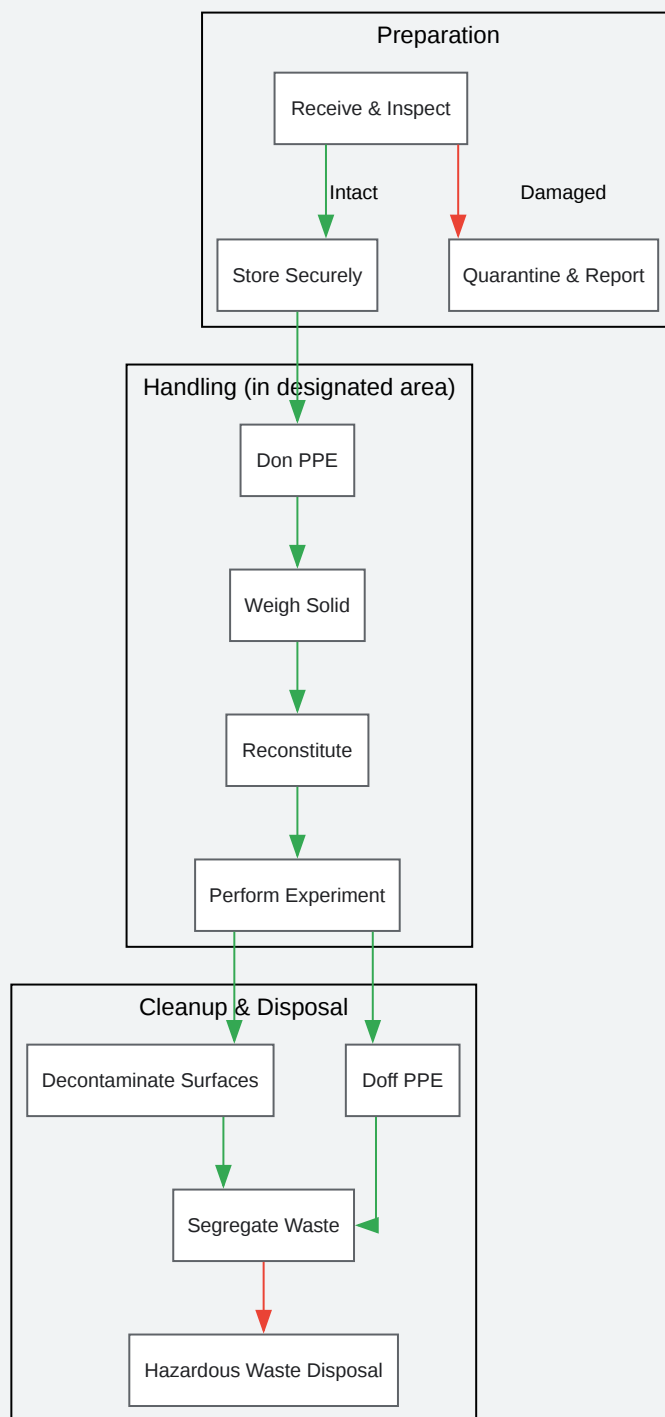 Preparation
Receive & Inspect
Intact
Damaged
Store Securely
Quarantine & Report
Handling (in designated area)
Don PPE
Weigh Solid
Reconstitute
Perform Experiment
Cleanup & Disposal
Decontaminate Surfaces
Doff PPE
Segregate Waste
Hazardous Waste Disposal